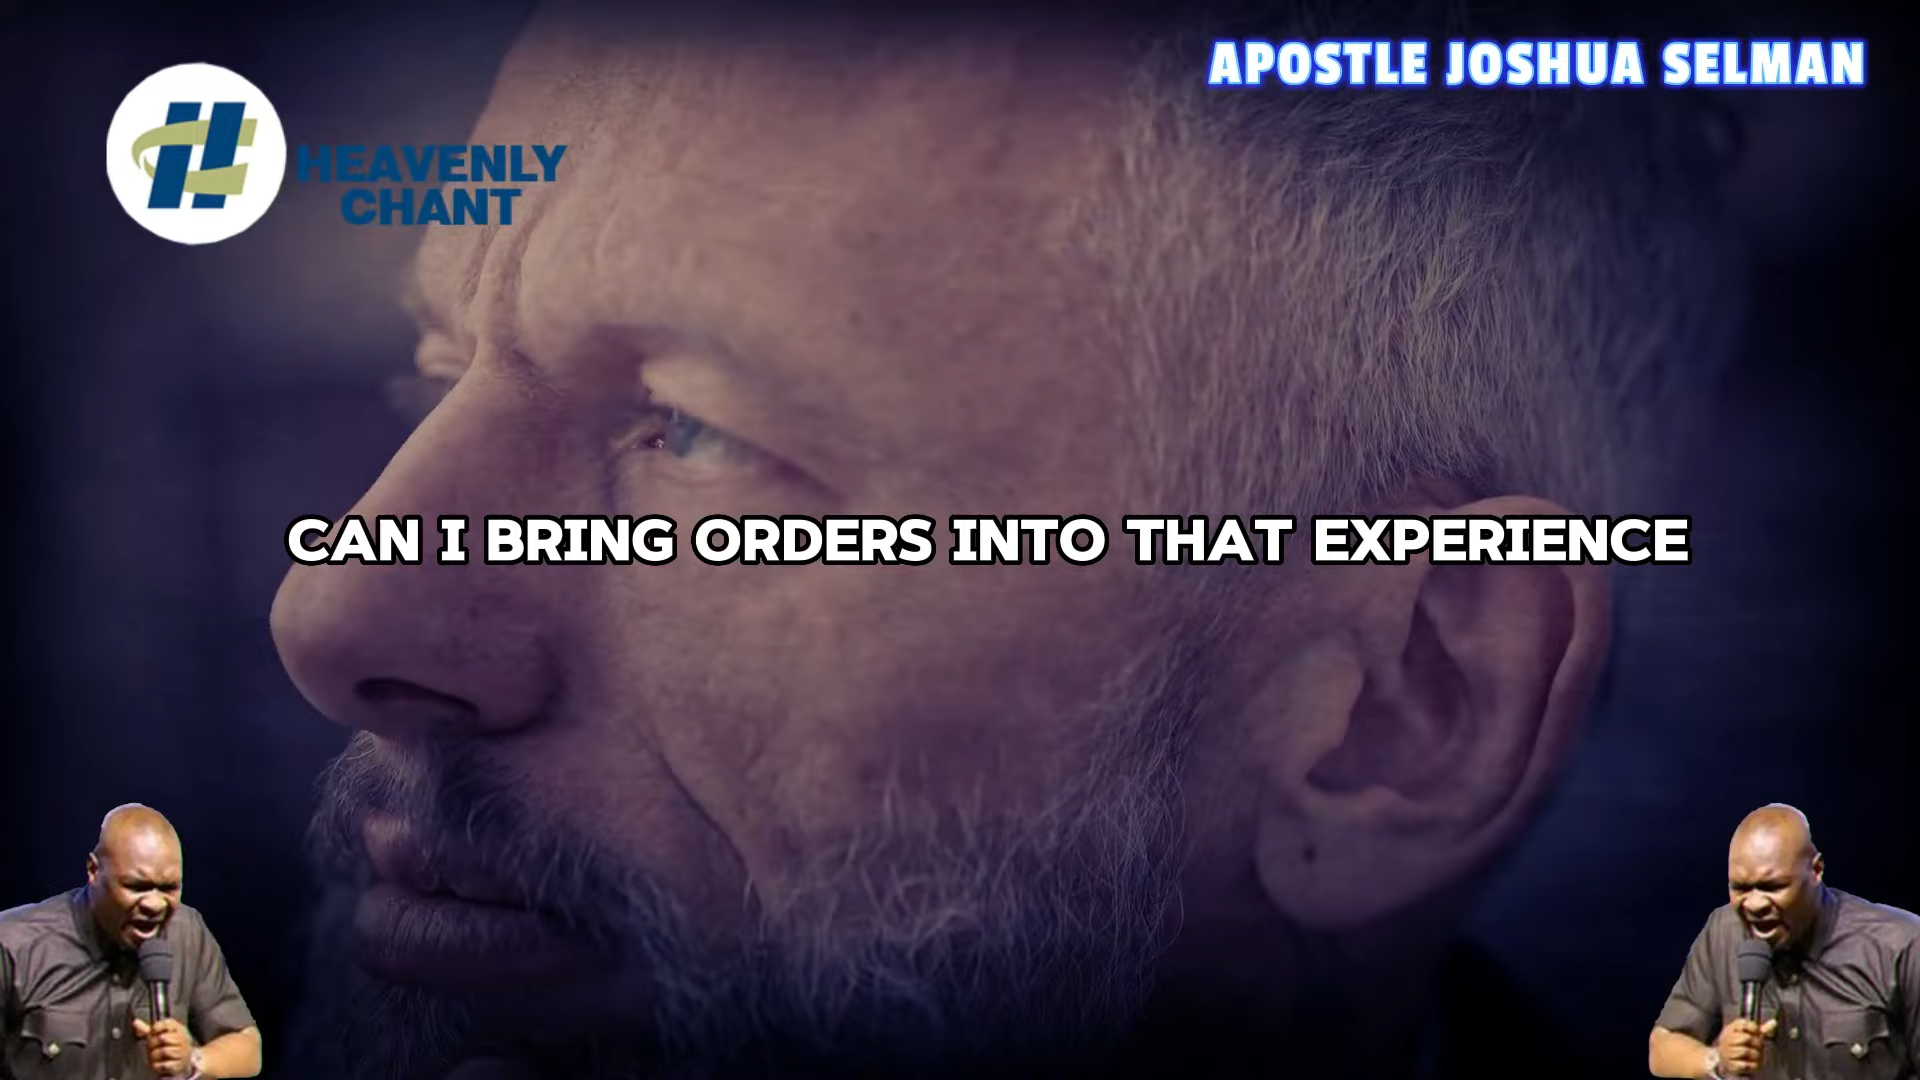 APOSTLE JOSHUA SELMAN
HEAVENLY
CHANT
CAN I BRING ORDERS INTO THAT EXPERIENCE